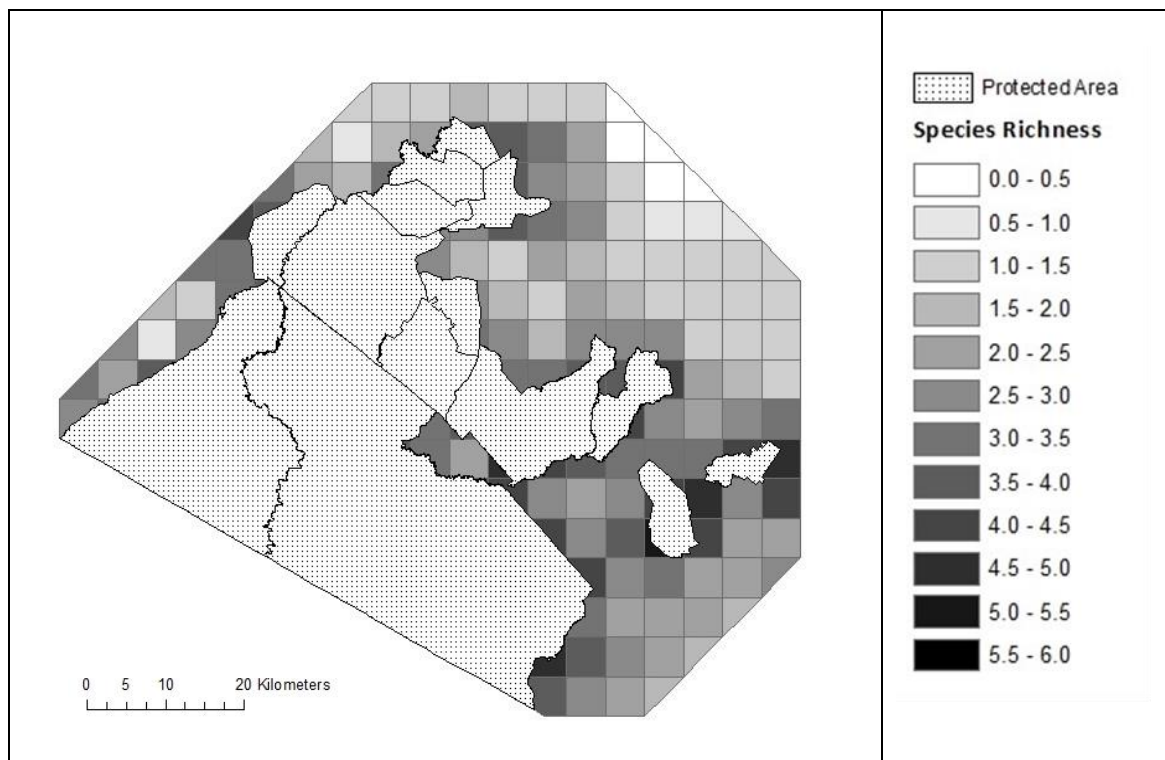 Protected Area
Species Richness
0.0 - 0.5
0.5 - 1.0
1.0 - 1.5
1.5 - 2.0
2.0 - 2.5
2.5 - 3.0
3.0 - 3.5
3.5 - 4.0
4.0 - 4.5
4.5 - 5.0
5.0 - 5.5
5.5 - 6.0
0 5 10 20 Kilometers